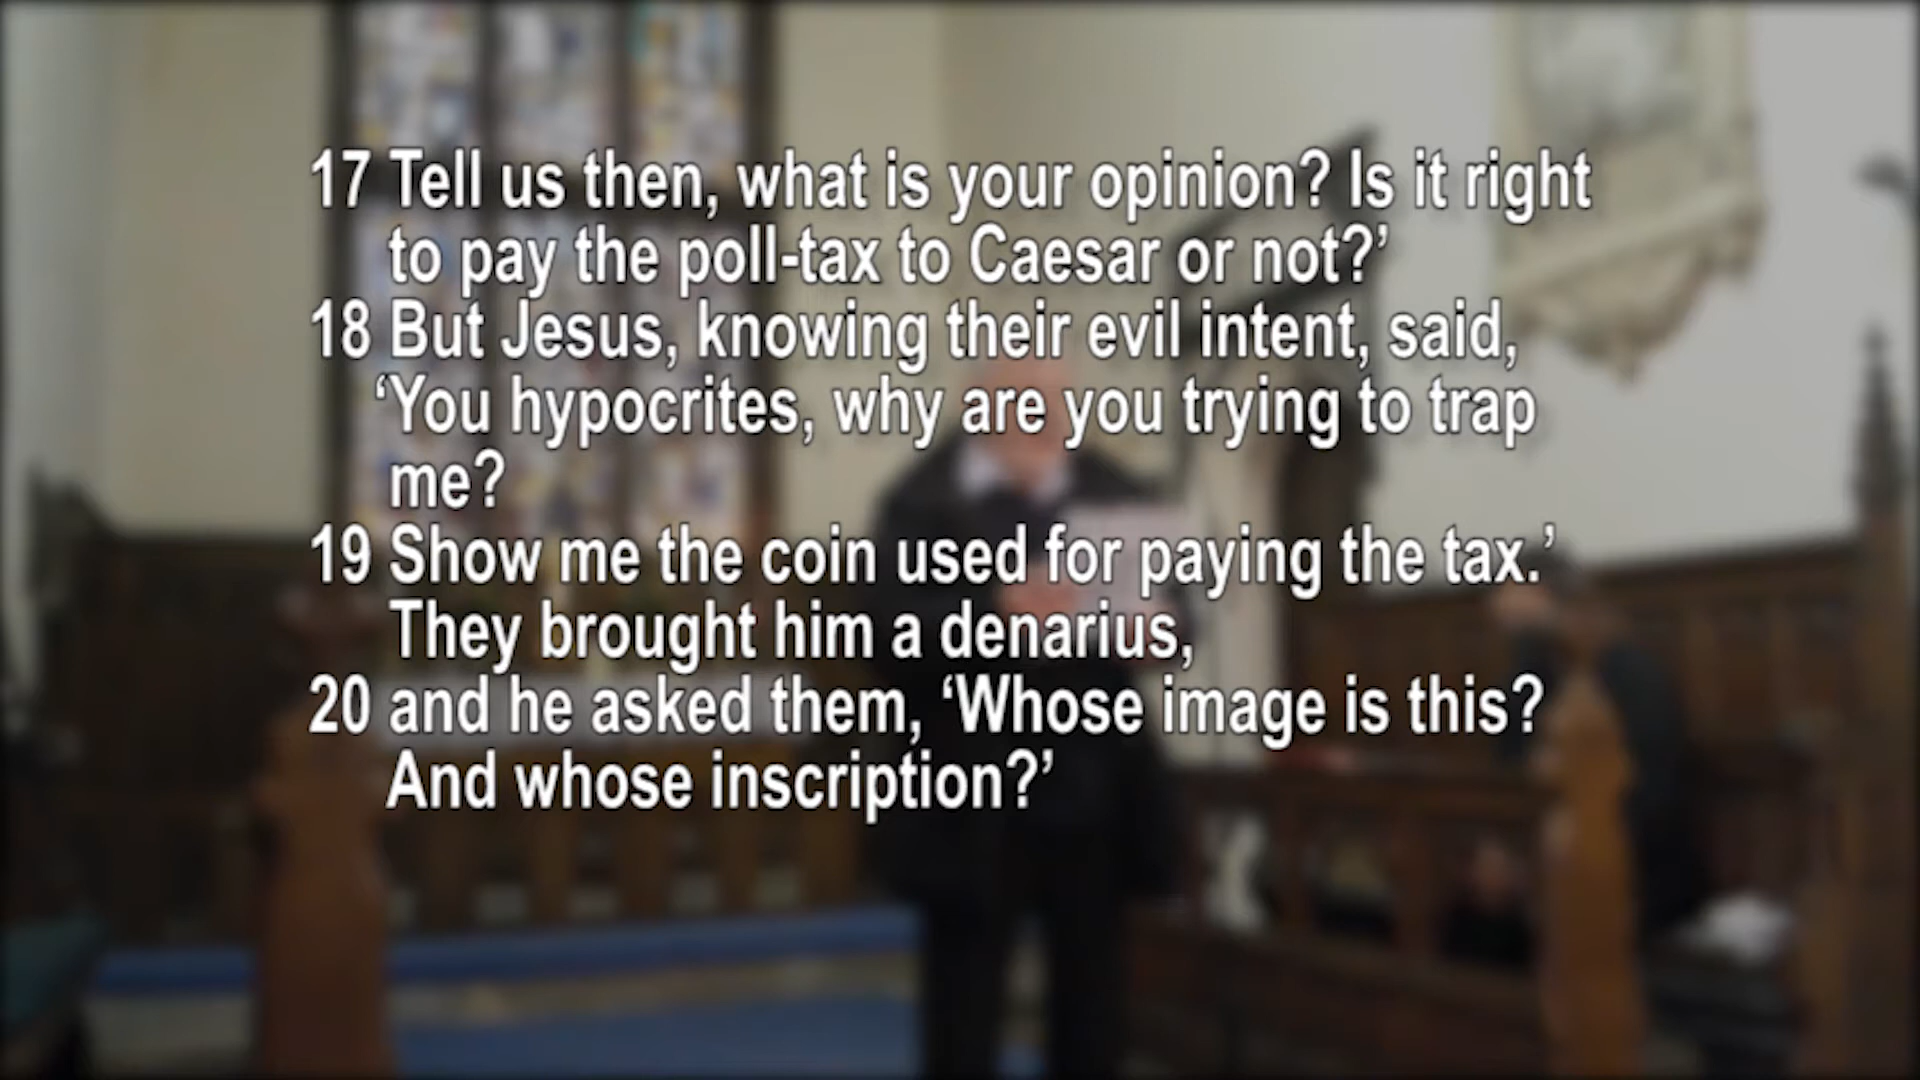 17 Tell us then, what is your opinion? Is it right
to pay the poll-tax to Caesar or not?’
18 But Jesus, knowing their evil intent, said,
‘You hypocrites, why are you trying to trap
me?
19 Show me the coin used for paying the tax.’
They brought him a denarius,
20 and he asked them, ‘Whose image is this?
And whose inscription?’